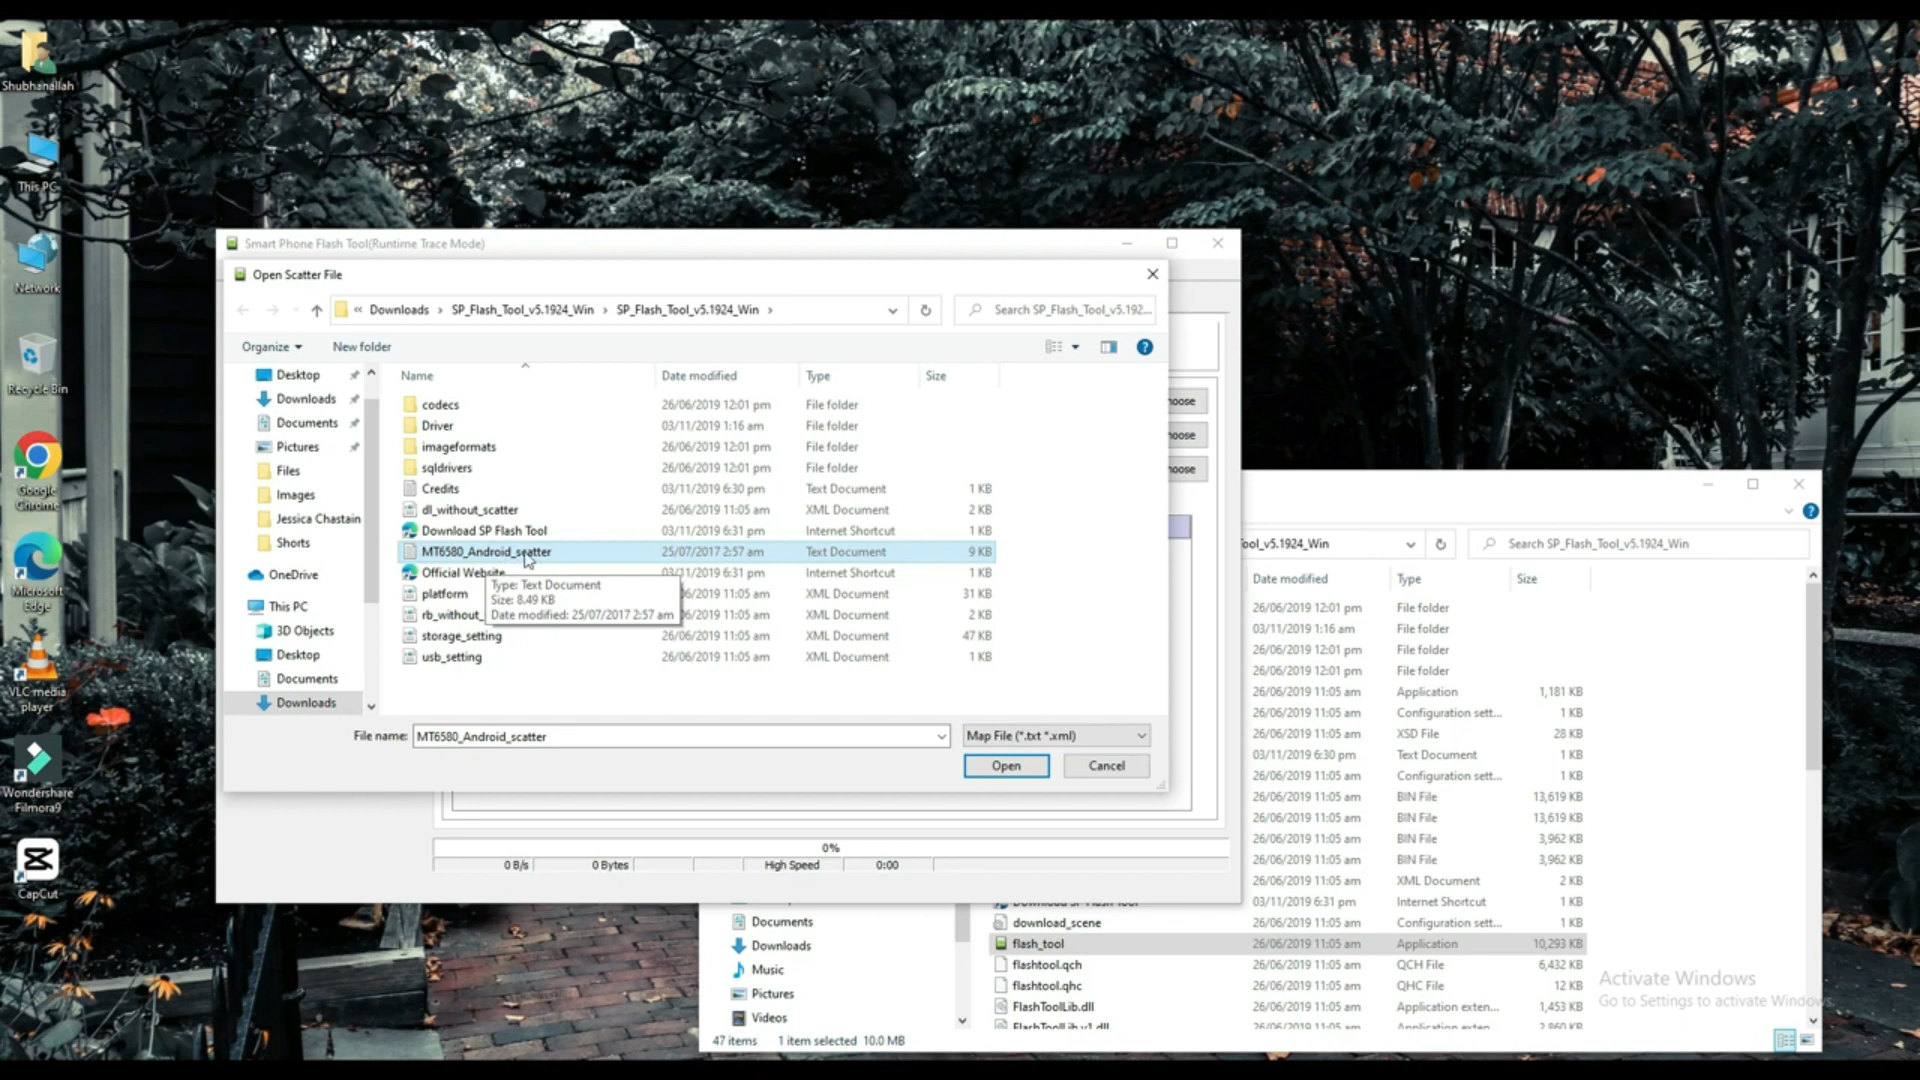 Shubhanallah
This PC
Network
Recycle Bin
Google
Chrome
Microsoft
Edge
VLC media
player
Wondershare
Filmora9
CapCut
Smart Phone Flash Tool(Runtime Trace Mode)
Open Scatter File
« Downloads › SP_Flash_Tool_v5.1924_Win › SP_Flash_Tool_v5.1924_Win ›
Search SP_Flash_Tool_v5.192...
Organize
New folder
Desktop
Downloads
Documents
Pictures
Files
Images
Jessica Chastain
Shorts
OneDrive
This PC
3D Objects
Desktop
Documents
Downloads
Name Date modified Type Size
codecs 26/06/2019 12:01 pm File folder
Driver 03/11/2019 1:16 am File folder
imageformats 26/06/2019 12:01 pm File folder
sqldrivers 26/06/2019 12:01 pm File folder
Credits 03/11/2019 6:30 pm Text Document 1 KB
dl_without_scatter 26/06/2019 11:05 am XML Document 2 KB
Download SP Flash Tool 03/11/2019 6:31 pm Internet Shortcut 1 KB
MT6580_Android_scatter 25/07/2017 2:57 am Text Document 9 KB
Official Website 03/11/2019 6:31 pm Internet Shortcut 1 KB
platform 06/2019 11:05 am XML Document 31 KB
rb_without_ 06/2019 11:05 am XML Document 2 KB
storage_setting 26/06/2019 11:05 am XML Document 47 KB
usb_setting 26/06/2019 11:05 am XML Document 1 KB
Type: Text Document
Size: 8.49 KB
Date modified: 25/07/2017 2:57 am
File name: MT6580_Android_scatter
Map File (*.txt *.xml)
Open
Cancel
0%
0 B/s 0 Bytes High Speed 0:00
ool_v5.1924_Win
Search SP_Flash_Tool_v5.1924_Win
Date modified Type Size
26/06/2019 12:01 pm File folder
03/11/2019 1:16 am File folder
26/06/2019 12:01 pm File folder
26/06/2019 12:01 pm File folder
26/06/2019 11:05 am Application 1,181 KB
26/06/2019 11:05 am Configuration sett... 1 KB
26/06/2019 11:05 am XSD File 28 KB
03/11/2019 6:30 pm Text Document 1 KB
26/06/2019 11:05 am Configuration sett... 1 KB
26/06/2019 11:05 am BIN File 13,619 KB
26/06/2019 11:05 am BIN File 13,619 KB
26/06/2019 11:05 am BIN File 3,962 KB
26/06/2019 11:05 am BIN File 3,962 KB
26/06/2019 11:05 am XML Document 2 KB
03/11/2019 6:31 pm Internet Shortcut 1 KB
download_scene 26/06/2019 11:05 am Configuration sett... 1 KB
flash_tool 26/06/2019 11:05 am Application 10,293 KB
flashtool.qch 26/06/2019 11:05 am QCH File 6,432 KB
flashtool.qhc 26/06/2019 11:05 am QHC File 12 KB
FlashToolLib.dll 26/06/2019 11:05 am Application exten... 1,453 KB
FlashToolLib.v1.dll 26/06/2019 11:05 am Application exten... 2,860 KB
Documents
Downloads
Music
Pictures
Videos
47 items 1 item selected 10.0 MB
Activate Windows
Go to Settings to activate Windows.